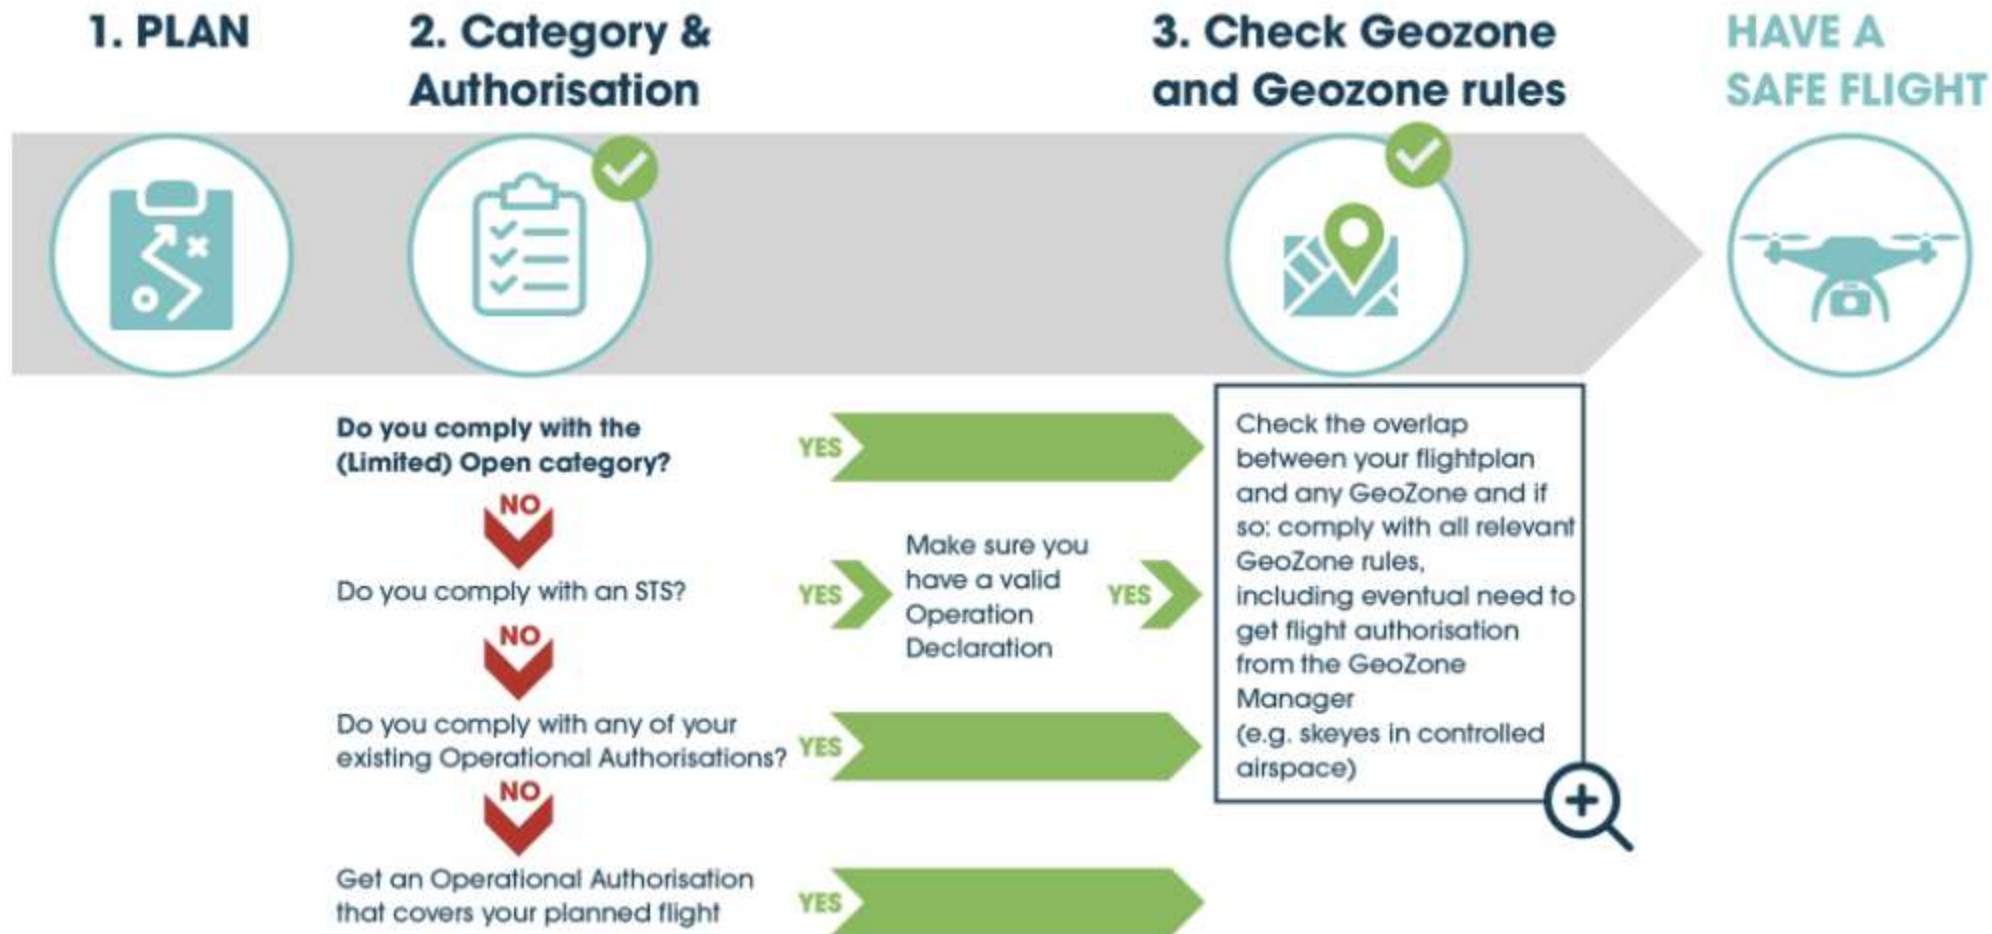 1. PLAN
2. Category &
Authorisation
3. Check Geozone
and Geozone rules
HAVE A
SAFE FLIGHT
Do you comply with the
(Limited) Open category?
YES
NO
Do you comply with an STS?
YES
Make sure you
have a valid
Operation
Declaration
YES
NO
Do you comply with any of your
existing Operational Authorisations?
YES
NO
Get an Operational Authorisation
that covers your planned flight
YES
Check the overlap
between your flightplan
and any GeoZone and if
so: comply with all relevant
GeoZone rules,
including eventual need to
get flight authorisation
from the GeoZone
Manager
(e.g. skeyes in controlled
airspace)